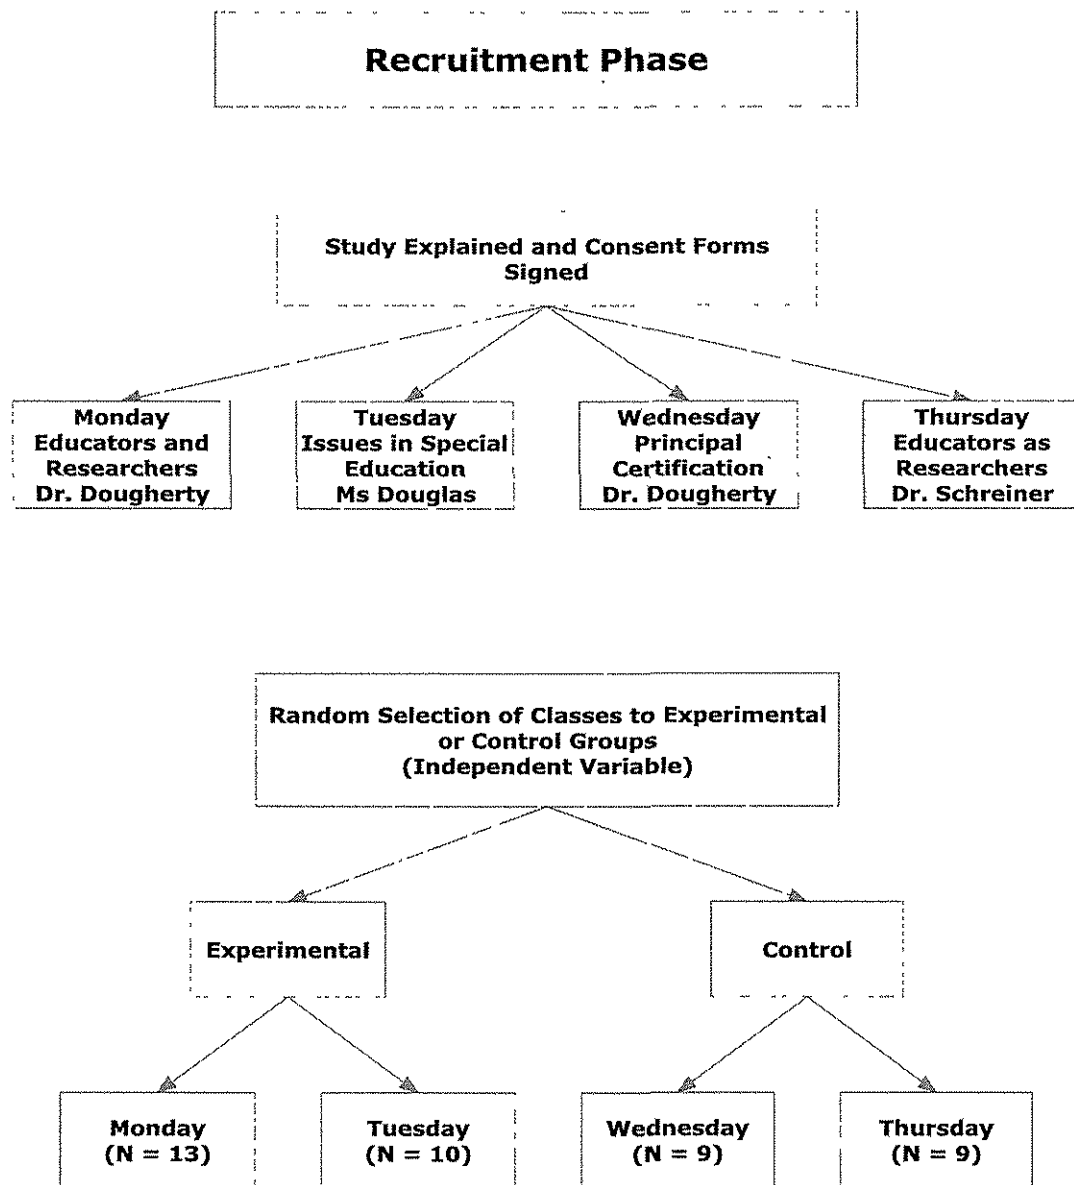 Recruitment Phase
Study Explained and Consent Forms
Signed
Monday
Educators and
Researchers
Dr. Dougherty
Tuesday
Issues in Special
Education
Ms Douglas
Wednesday
Principal
Certification
Dr. Dougherty
Thursday
Educators as
Researchers
Dr. Schreiner
Random Selection of Classes to Experimental
or Control Groups
(Independent Variable)
Experimental
Control
Monday
(N = 13)
Tuesday
(N = 10)
Wednesday
(N = 9)
Thursday
(N = 9)